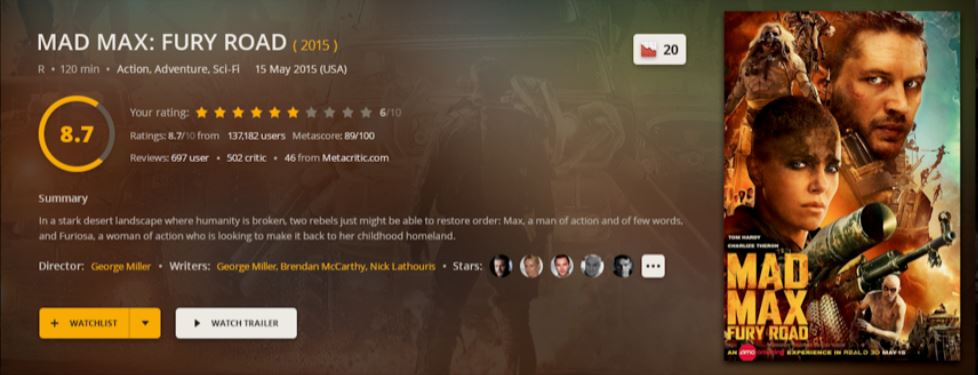 MAD MAX: FURY ROAD ( 2015 )
R • 120 min • Action, Adventure, Sci-Fi 15 May 2015 (USA)
20
8.7
Your rating: 6/10
Ratings: 8.7/10 from 137,182 users Metascore: 89/100
Reviews: 697 user • 502 critic • 46 from Metacritic.com
Summary
In a stark desert landscape where humanity is broken, two rebels just might be able to restore order: Max, a man of action and of few words,
and Furiosa, a woman of action who is looking to make it back to her childhood homeland.
Director: George Miller • Writers: George Miller, Brendan McCarthy, Nick Lathouris • Stars:
+ WATCHLIST
WATCH TRAILER
TOM HARDY
CHARLIZE THERON
MAD
MAX
FURY ROAD
AN amc EXPERIENCE IN REALD 3D MAY 15